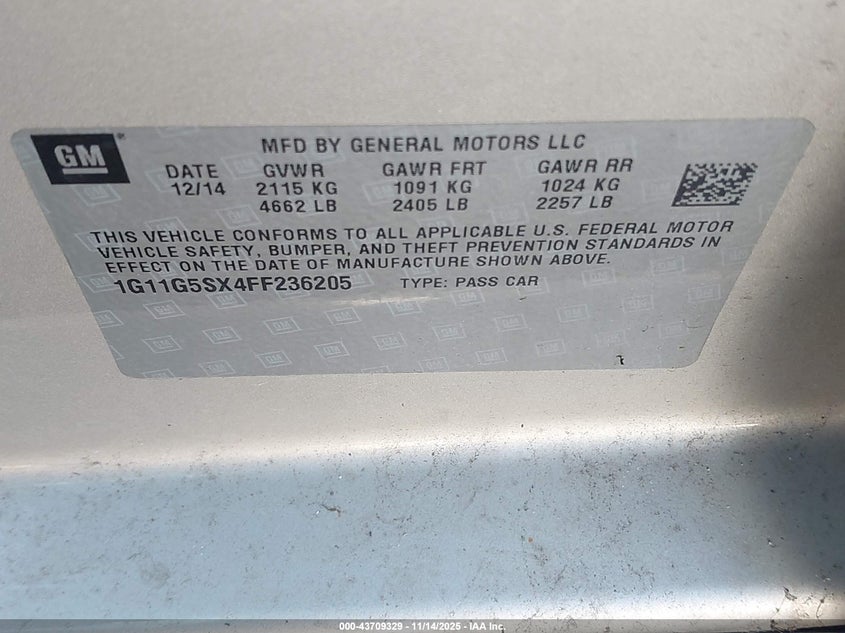 GM
MFD BY GENERAL MOTORS LLC
DATE GVWR GAWR FRT GAWR RR
12/14 2115 KG 1091 KG 1024 KG
4662 LB 2405 LB 2257 LB
THIS VEHICLE CONFORMS TO ALL APPLICABLE U.S. FEDERAL MOTOR
VEHICLE SAFETY, BUMPER, AND THEFT PREVENTION STANDARDS IN
EFFECT ON THE DATE OF MANUFACTURE SHOWN ABOVE.
1G11G5SX4FF236205 TYPE: PASS CAR
000-43709329 - 11/14/2025 - IAA Inc.